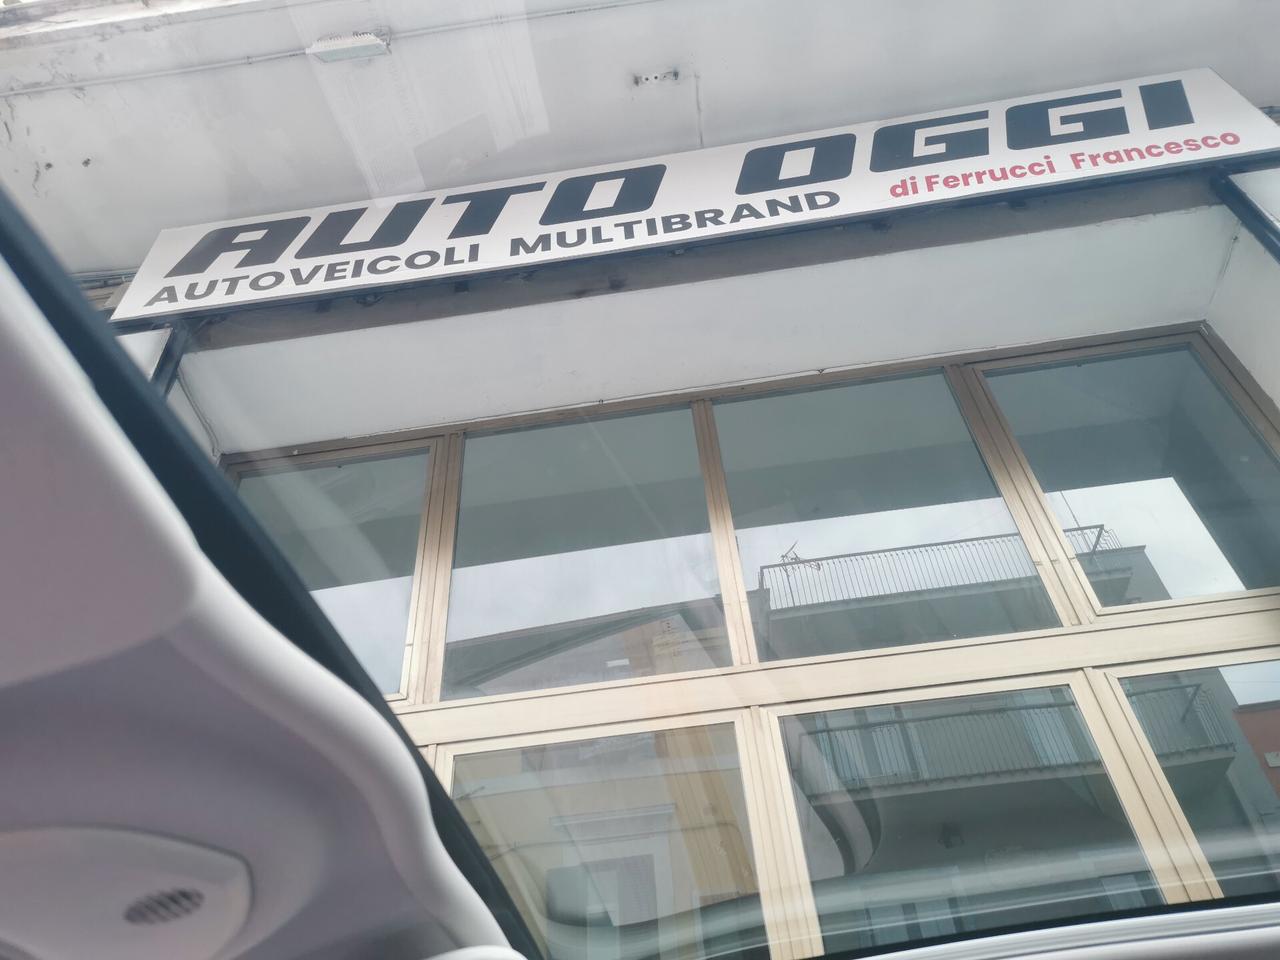 AUTO OGGI
AUTOVEICOLI MULTIBRAND
di Ferrucci Francesco